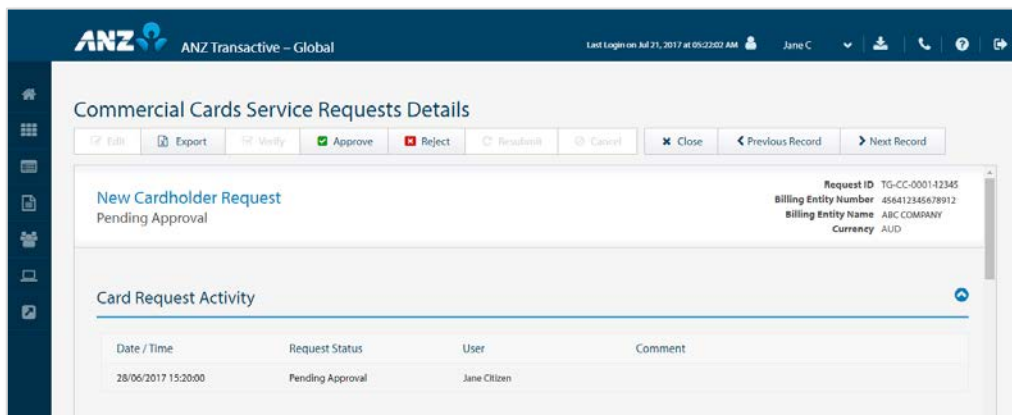 ANZ ANZ Transactive – Global Last Login on Jul 21, 2017 at 05:22:02 AM Jane C
Commercial Cards Service Requests Details
Edit Export Verify Approve Reject Resubmit Cancel Close Previous Record Next Record
New Cardholder Request
Pending Approval
Request ID TG-CC-0001-12345
Billing Entity Number 456412345678912
Billing Entity Name ABC COMPANY
Currency AUD
Card Request Activity
Date / Time Request Status User Comment
28/06/2017 15:20:00 Pending Approval Jane Citizen